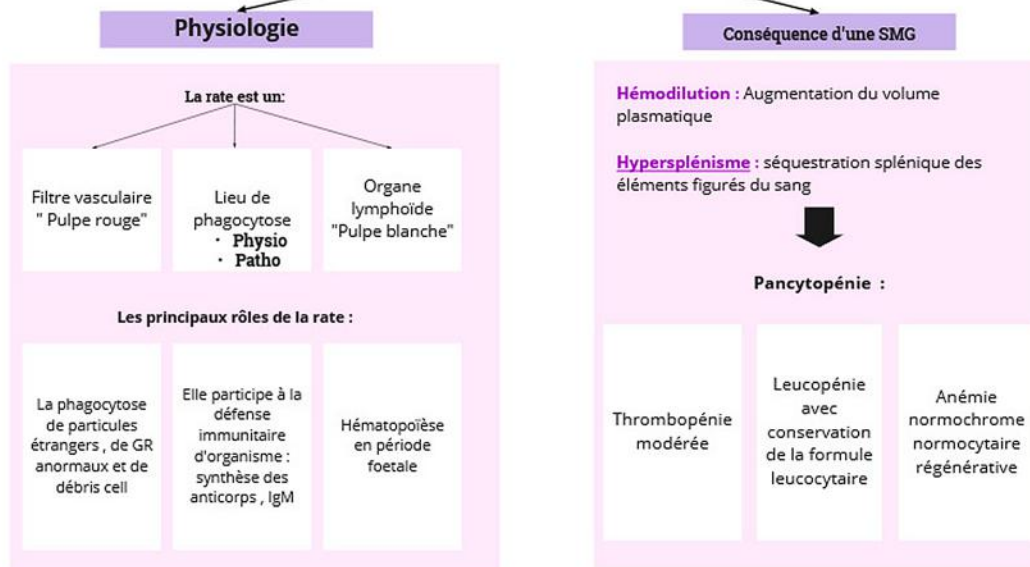 Physiologie
La rate est un:
Filtre vasculaire
" Pulpe rouge"
Lieu de
phagocytose
· Physio
· Patho
Organe
lymphoïde
"Pulpe blanche"
Les principaux rôles de la rate :
La phagocytose
de particules
étrangers , de GR
anormaux et de
débris cell
Elle participe à la
défense
immunitaire
d'organisme :
synthèse des
anticorps , IgM
Hématopoïèse
en période
foetale
Conséquence d'une SMG
Hémodilution : Augmentation du volume
plasmatique
Hypersplénisme : séquestration splénique des
éléments figurés du sang
Pancytopénie :
Thrombopénie
modérée
Leucopénie
avec
conservation
de la formule
leucocytaire
Anémie
normochrome
normocytaire
régénérative